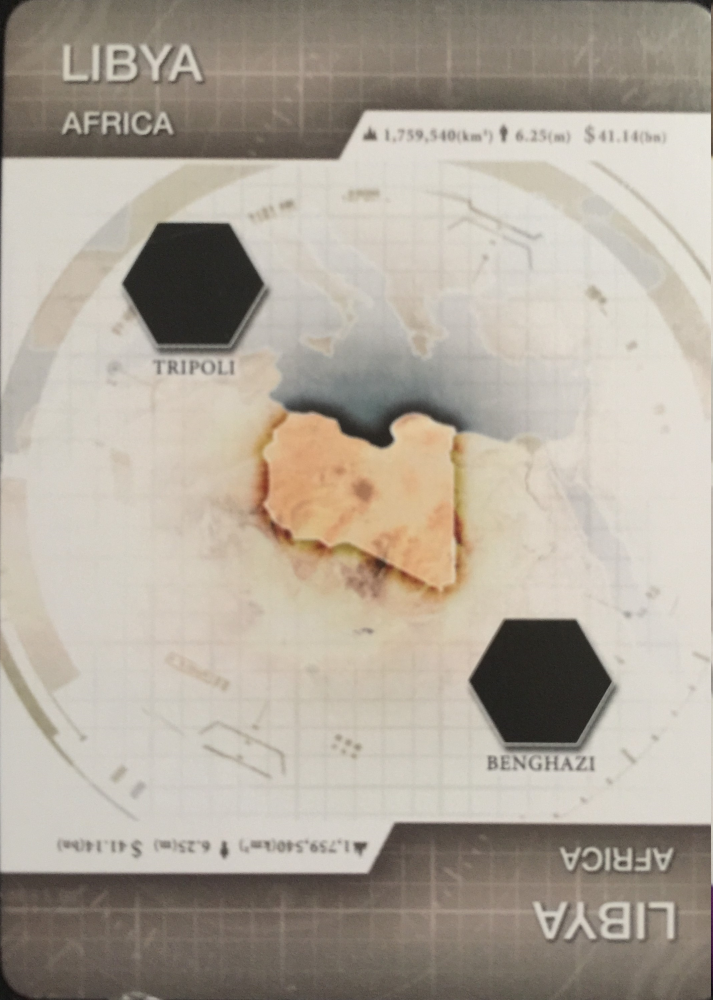 LIBYA
AFRICA
1,759,540(km²) 6.25(m) $41.14(bn)
TRIPOLI
BENGHAZI
1,759,540(km²) 6.25(m) $41.14(bn)
AFRICA
LIBYA